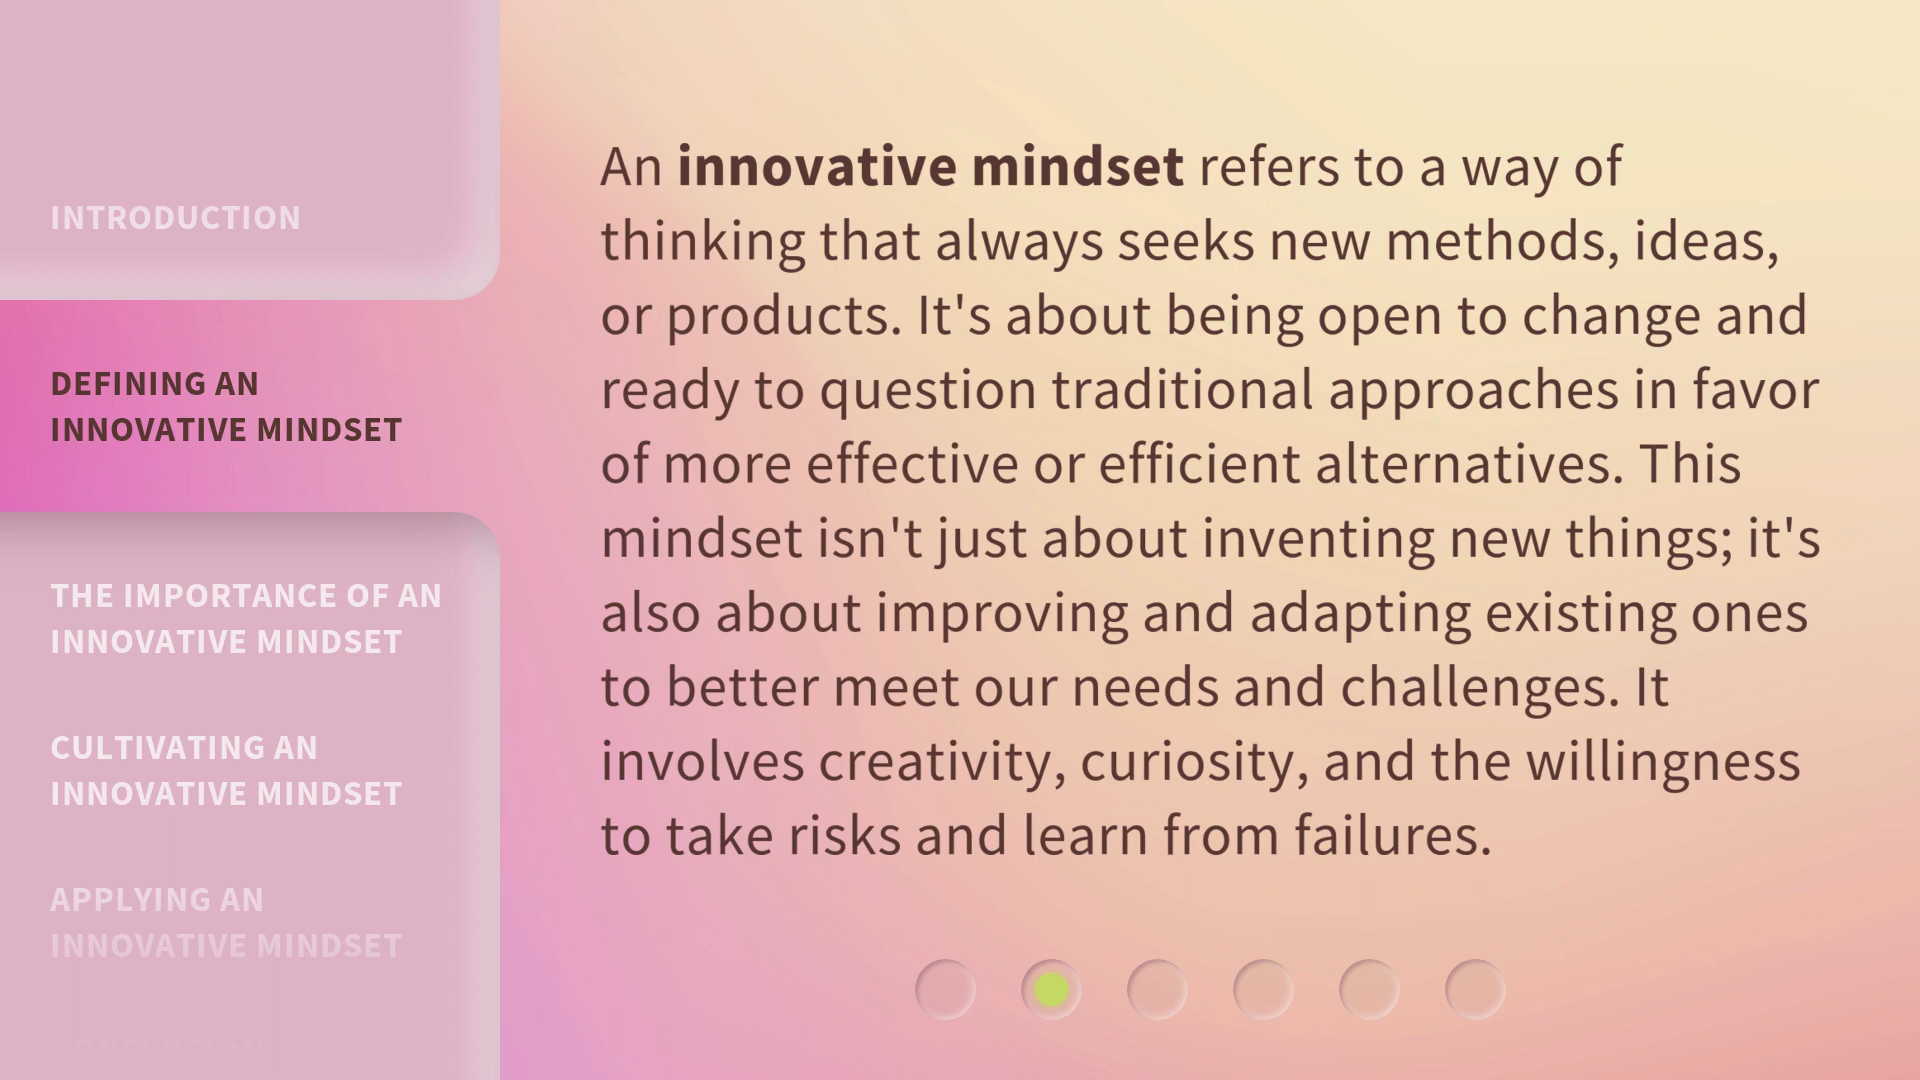 INTRODUCTION
DEFINING AN
INNOVATIVE MINDSET
THE IMPORTANCE OF AN
INNOVATIVE MINDSET
CULTIVATING AN
INNOVATIVE MINDSET
APPLYING AN
INNOVATIVE MINDSET
CONCLUSION
An innovative mindset refers to a way of
thinking that always seeks new methods, ideas,
or products. It's about being open to change and
ready to question traditional approaches in favor
of more effective or efficient alternatives. This
mindset isn't just about inventing new things; it's
also about improving and adapting existing ones
to better meet our needs and challenges. It
involves creativity, curiosity, and the willingness
to take risks and learn from failures.